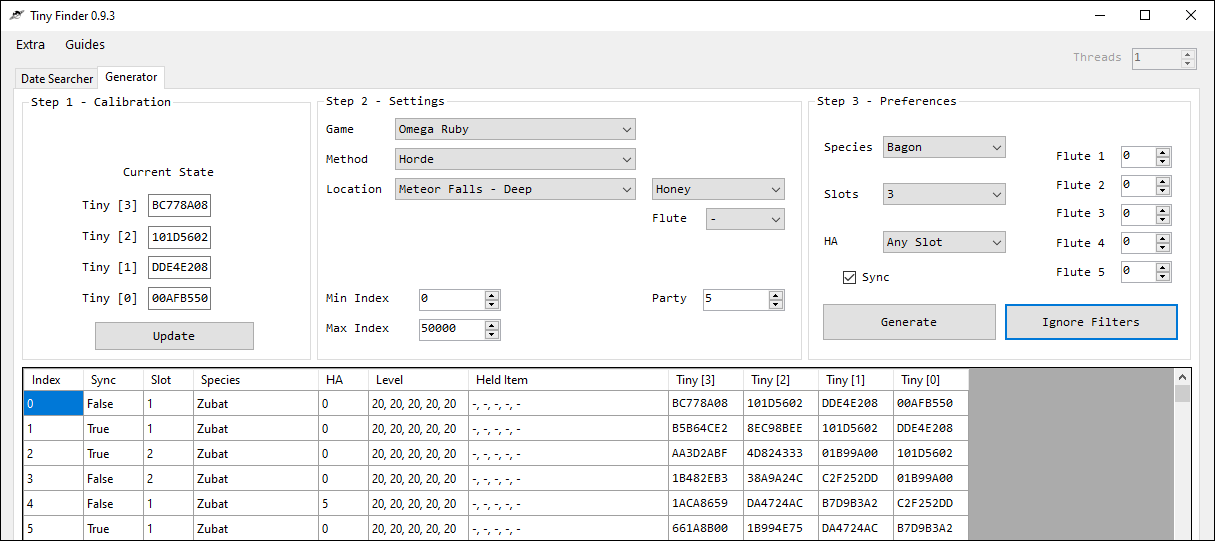 Tiny Finder 0.9.3
Extra Guides
Threads 1
Date Searcher Generator
Step 1 - Calibration
Current State
Tiny [3] BC778A08
Tiny [2] 101D5602
Tiny [1] DDE4E208
Tiny [0] 00AFB550
Update
Step 2 - Settings
Game Omega Ruby
Method Horde
Location Meteor Falls - Deep Honey
Flute -
Min Index 0 Party 5
Max Index 50000
Step 3 - Preferences
Species Bagon
Slots 3
HA Any Slot
Sync
Flute 1 0
Flute 2 0
Flute 3 0
Flute 4 0
Flute 5 0
Generate Ignore Filters
Index Sync Slot Species HA Level Held Item Tiny [3] Tiny [2] Tiny [1] Tiny [0]
0 False 1 Zubat 0 20, 20, 20, 20, 20 -, -, -, -, - BC778A08 101D5602 DDE4E208 00AFB550
1 True 1 Zubat 0 20, 20, 20, 20, 20 -, -, -, -, - B5B64CE2 8EC98BEE 101D5602 DDE4E208
2 True 2 Zubat 0 20, 20, 20, 20, 20 -, -, -, -, - AA3D2ABF 4D824333 01B99A00 101D5602
3 False 2 Zubat 0 20, 20, 20, 20, 20 -, -, -, -, - 1B482EB3 38A9A24C C2F252DD 01B99A00
4 False 1 Zubat 5 20, 20, 20, 20, 20 -, -, -, -, - 1ACA8659 DA4724AC B7D9B3A2 C2F252DD
5 True 1 Zubat 0 20, 20, 20, 20, 20 -, -, -, -, - 661A8B00 1B994E75 DA4724AC B7D9B3A2